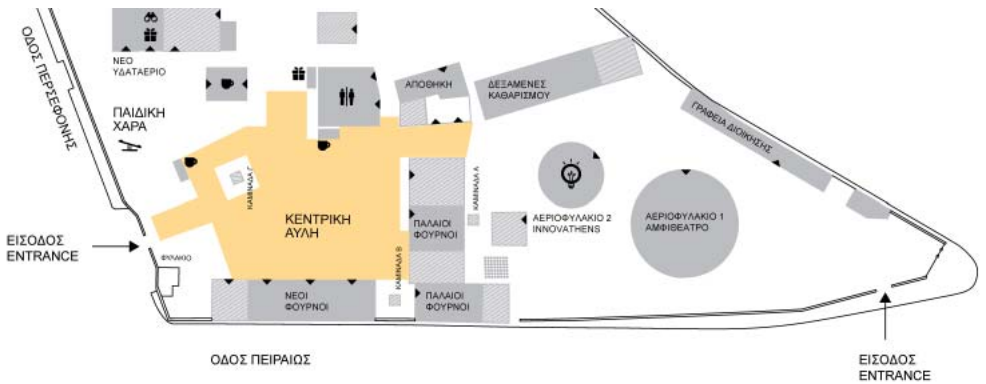 ΝΕΟ
ΥΔΑΤΑΕΡΙΟ
ΟΔΟΣ ΠΕΡΣΕΦΟΝΗΣ
ΠΑΙΔΙΚΗ
ΧΑΡΑ
ΑΠΟΘΗΚΗ
ΔΕΞΑΜΕΝΕΣ
ΚΑΘΑΡΙΣΜΟΥ
ΓΡΑΦΕΙΑ ΔΙΟΙΚΗΣΗΣ
ΚΑΜΙΝΑΔΑ Γ
ΚΑΜΙΝΑΔΑ Α
ΚΕΝΤΡΙΚΗ
ΑΥΛΗ
ΠΑΛΑΙΟΙ
ΦΟΥΡΝΟΙ
ΑΕΡΙΟΦΥΛΑΚΙΟ 2
INNOVATHENS
ΑΕΡΙΟΦΥΛΑΚΙΟ 1
ΑΜΦΙΘΕΑΤΡΟ
ΕΙΣΟΔΟΣ
ENTRANCE
ΦΥΛΑΚΙΟ
ΚΑΜΙΝΑΔΑ Β
ΝΕΟΙ
ΦΟΥΡΝΟΙ
ΠΑΛΑΙΟΙ
ΦΟΥΡΝΟΙ
ΟΔΟΣ ΠΕΙΡΑΙΩΣ
ΕΙΣΟΔΟΣ
ENTRANCE